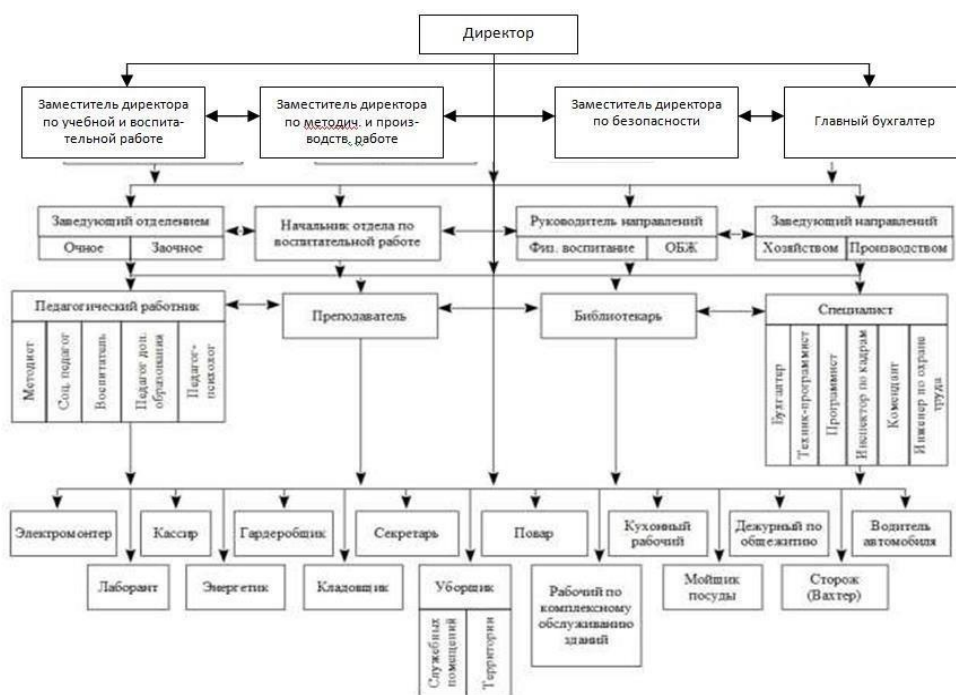 Директор
Заместитель директора
по учебной и воспита-
тельной работе
Заместитель директора
по методич. и произ-
водств. работе
Заместитель директора
по безопасности
Главный бухгалтер
Заведующий отделением
Очное
Заочное
Начальник отдела по
воспитательной работе
Руководитель направлений
Физ. воспитание
ОБЖ
Заведующий направлений
Хозяйством
Производством
Педагогический работник
Методист
Соц. педагог
Воспитатель
Педагог доп.
образования
Педагог-
психолог
Преподаватель
Библиотекарь
Специалист
Бухгалтер
Техник-программист
Программист
Инспектор по кадрам
Комендант
Инженер по охране
труда
Электромонтер
Кассир
Гардеробщик
Секретарь
Повар
Кухонный
рабочий
Дежурный по
общежитию
Водитель
автомобиля
Лаборант
Энергетик
Кладовщик
Уборщик
Служебных
помещений
Территории
Рабочий по
комплексному
обслуживанию
зданий
Мойщик
посуды
Сторож
(Вахтер)